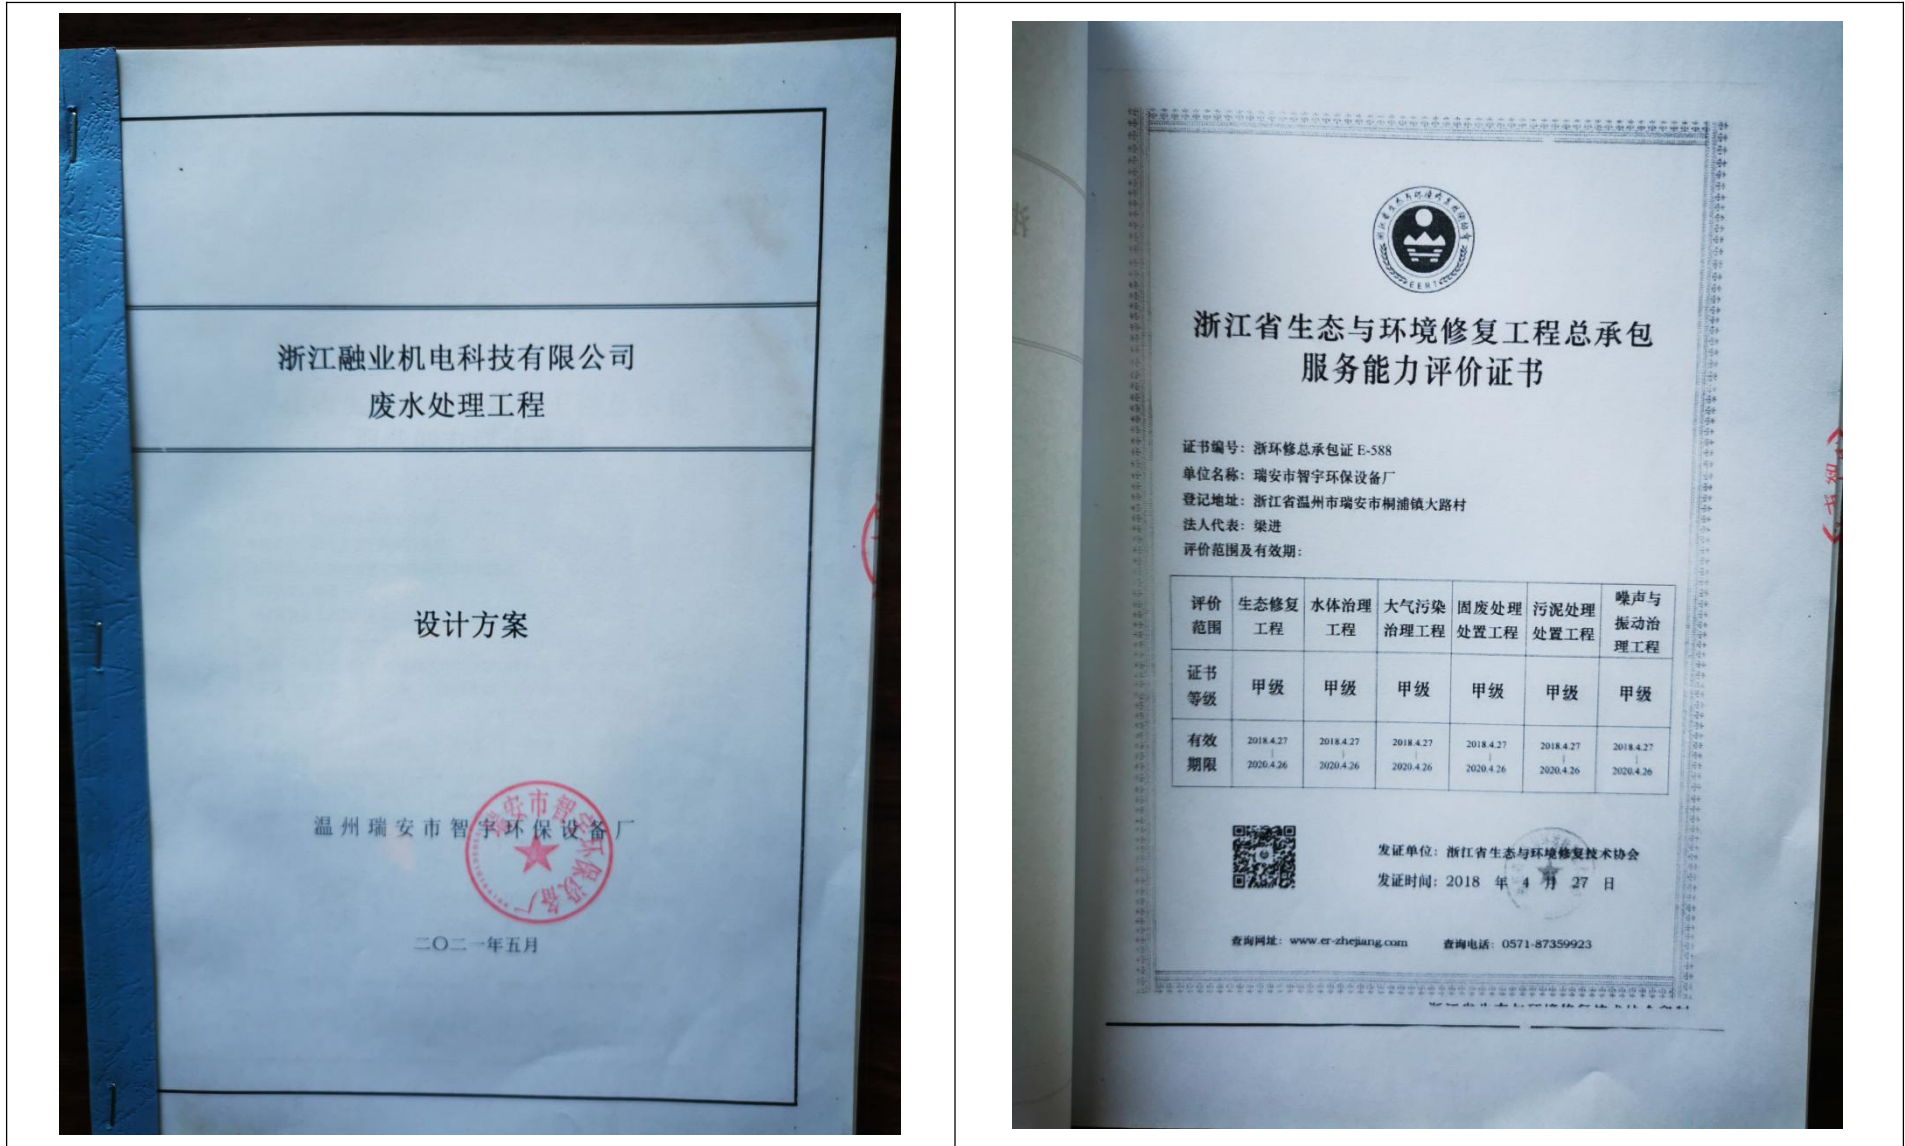 浙江融业机电科技有限公司
废水处理工程
设计方案
温州瑞安市智宇环保设备厂
瑞安市智宇环保设备厂
二〇二一年五月
EERT
浙江省生态与环境修复工程总承包
服务能力评价证书
证书编号：浙环修总承包证 E-588
单位名称：瑞安市智宇环保设备厂
登记地址：浙江省温州市瑞安市桐浦镇大路村
法人代表：梁进
评价范围及有效期：
评价范围 生态修复工程 水体治理工程 大气污染治理工程 固废处理处置工程 污泥处理处置工程 噪声与振动治理工程
证书等级 甲级 甲级 甲级 甲级 甲级 甲级
有效期限 2018.4.27|2020.4.26 2018.4.27|2020.4.26 2018.4.27|2020.4.26 2018.4.27|2020.4.26 2018.4.27|2020.4.26 2018.4.27|2020.4.26
发证单位：浙江省生态与环境修复技术协会
发证时间：2018 年 4 月 27 日
查询网址：www.er-zhejiang.com 查询电话：0571-87359923